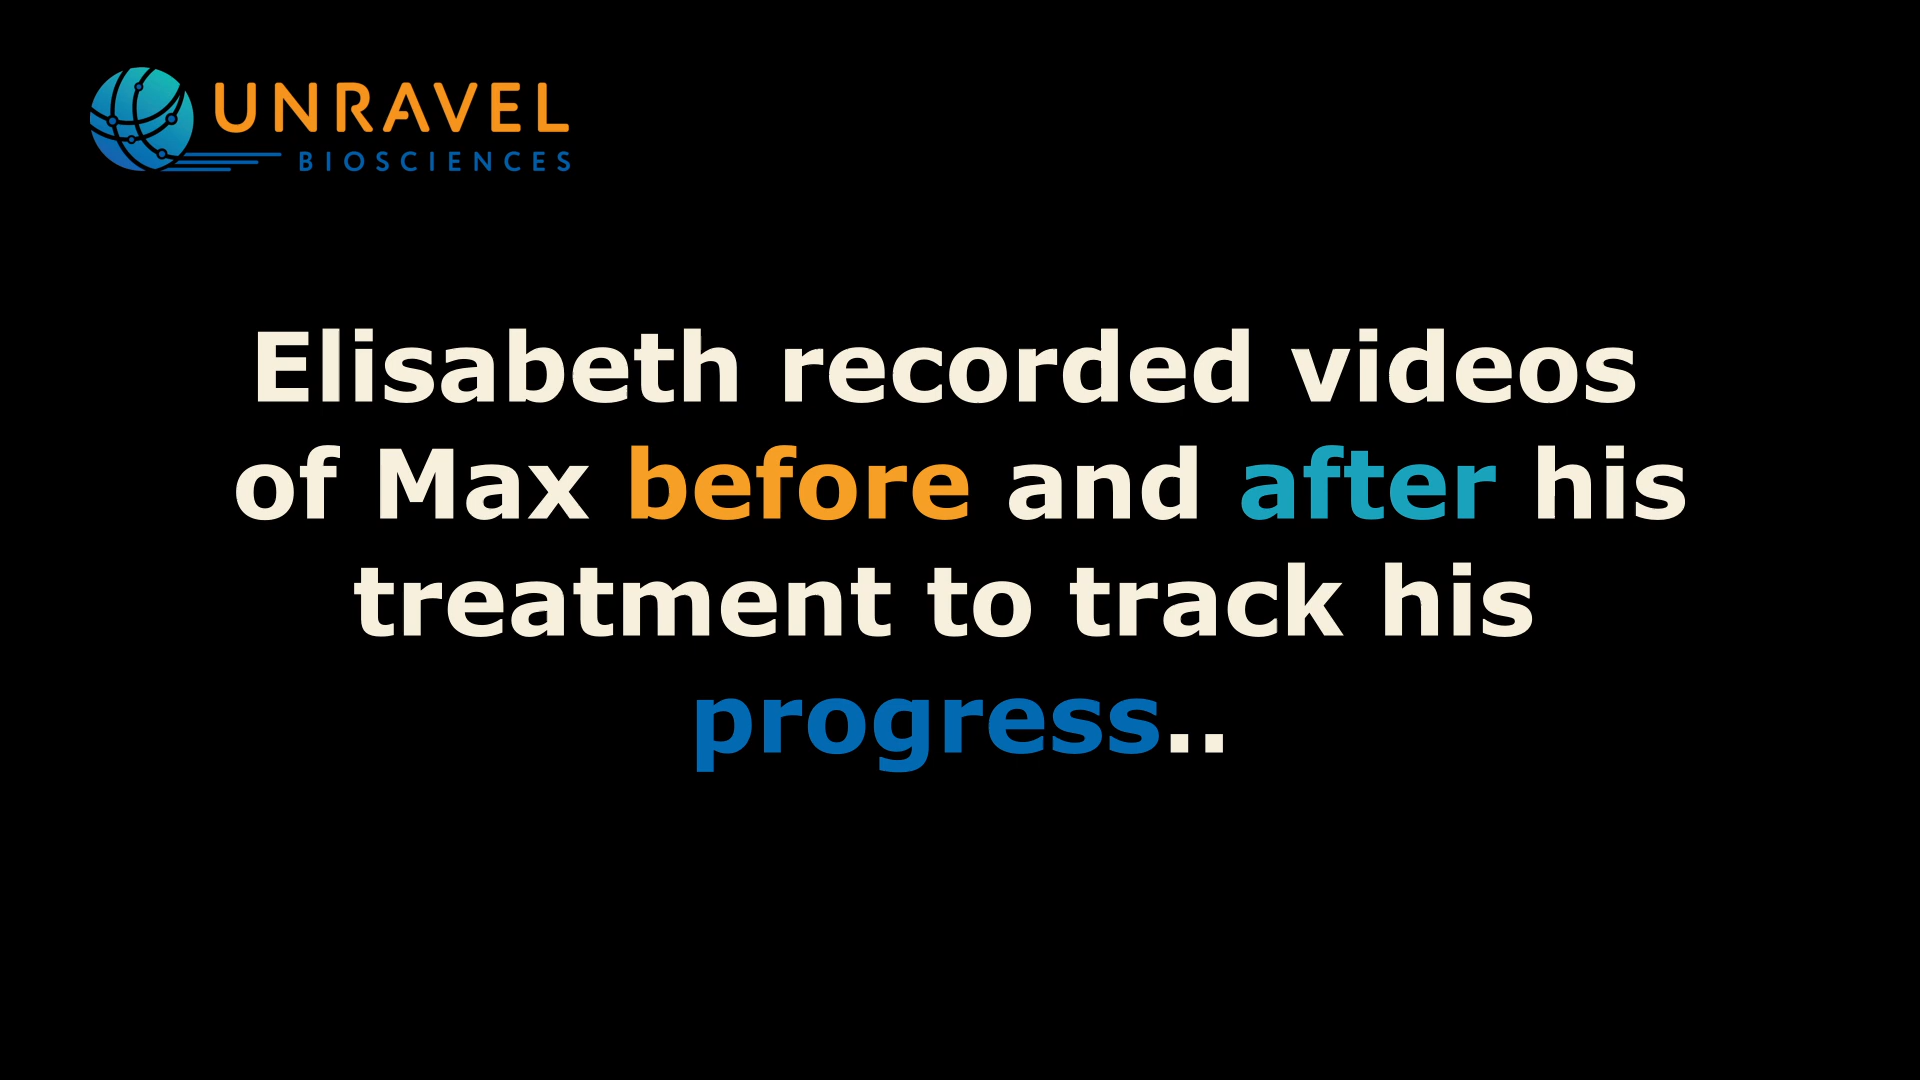 UNRAVEL
BIOSCIENCES
Elisabeth recorded videos
of Max before and after his
treatment to track his
progress..